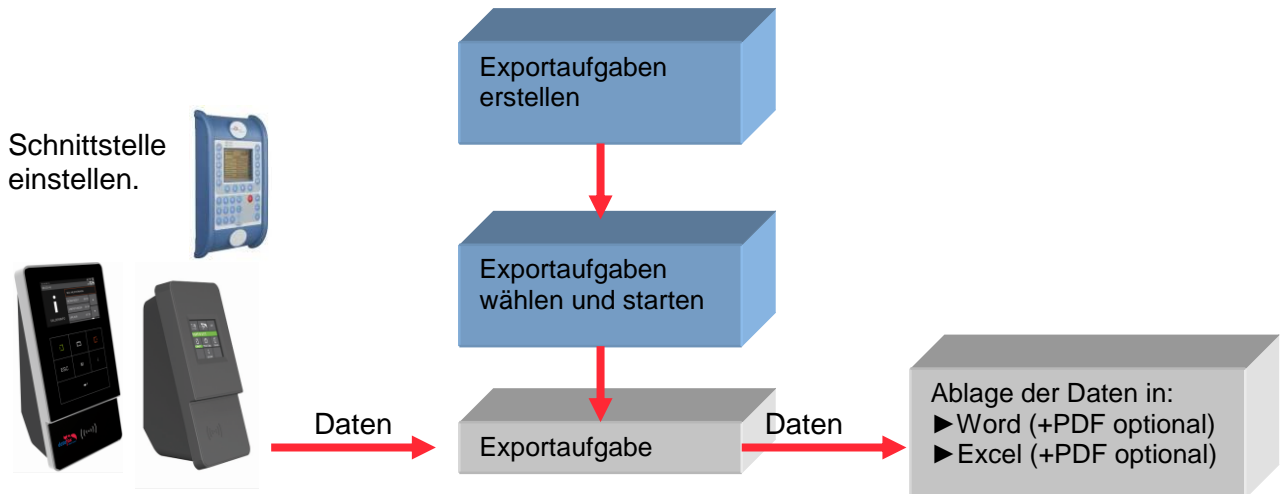 Exportaufgaben
erstellen
Schnittstelle
einstellen.
Exportaufgaben
wählen und starten
Daten
Exportaufgabe
Daten
Ablage der Daten in:
►Word (+PDF optional)
►Excel (+PDF optional)